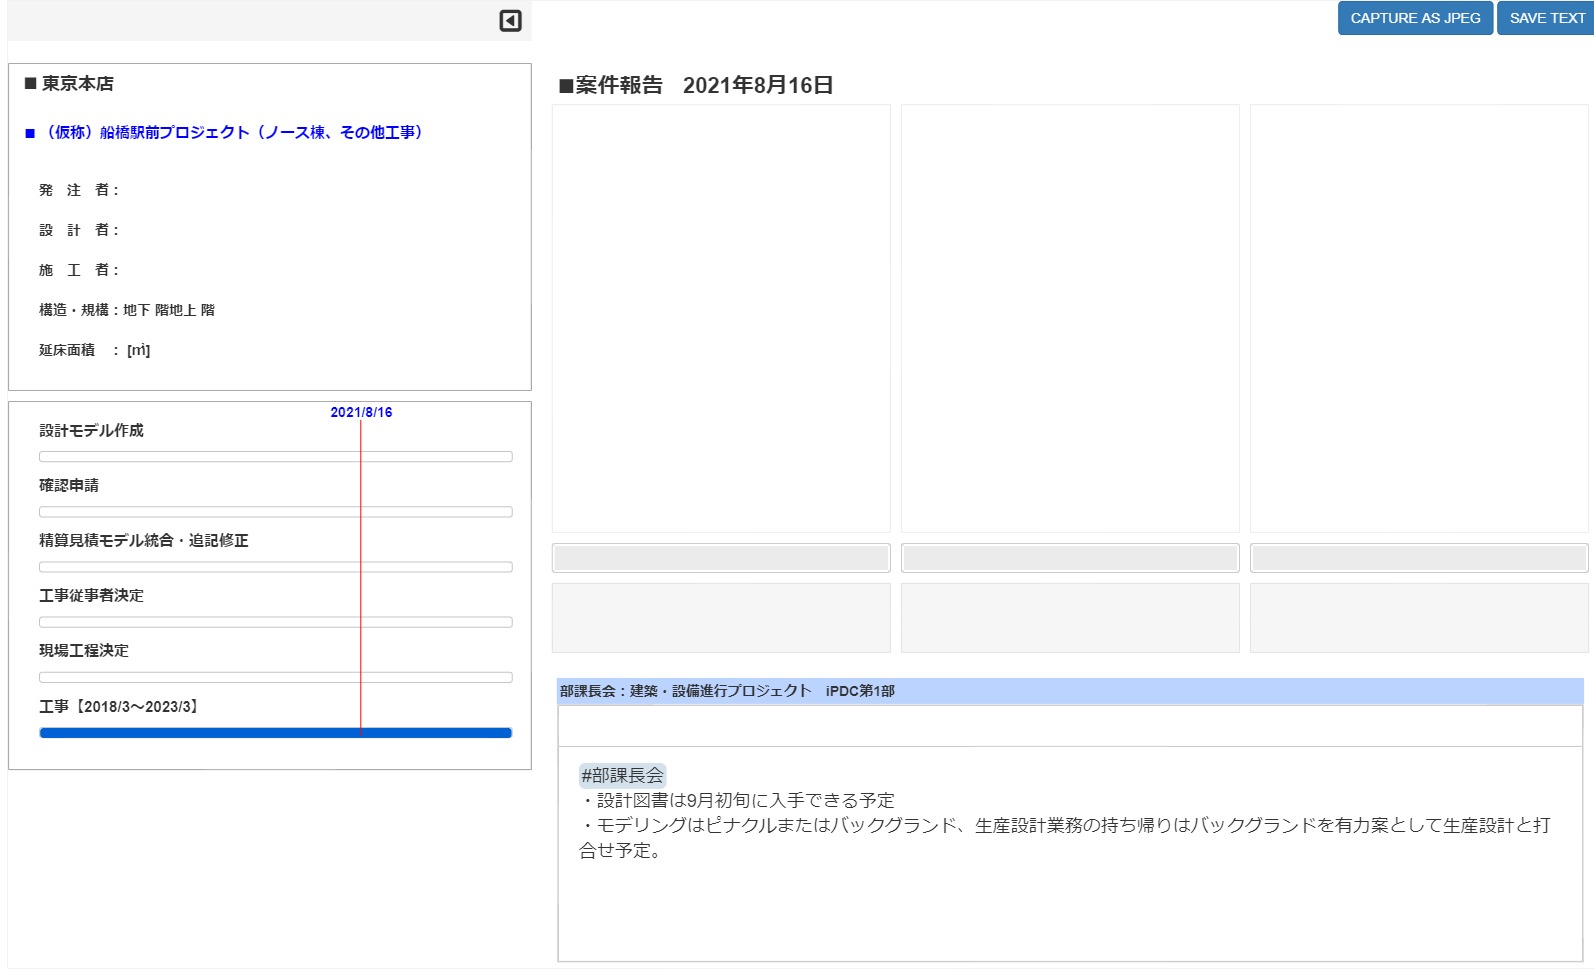 CAPTURE AS JPEG
SAVE TEXT
■ 東京本店
■ （仮称）船橋駅前プロジェクト（ノース棟、その他工事）
発　注　者：
設　計　者：
施　工　者：
構造・規構：地下 階地上 階
延床面積　： [㎡]
2021/8/16
設計モデル作成
確認申請
精算見積モデル統合・追記修正
工事従事者決定
現場工程決定
工事【2018/3〜2023/3】
■案件報告　2021年8月16日
部課長会：建築・設備進行プロジェクト　iPDC第1部
#部課長会
・設計図書は9月初旬に入手できる予定
・モデリングはピナクルまたはバックグランド、生産設計業務の持ち帰りはバックグランドを有力案として生産設計と打
合せ予定。